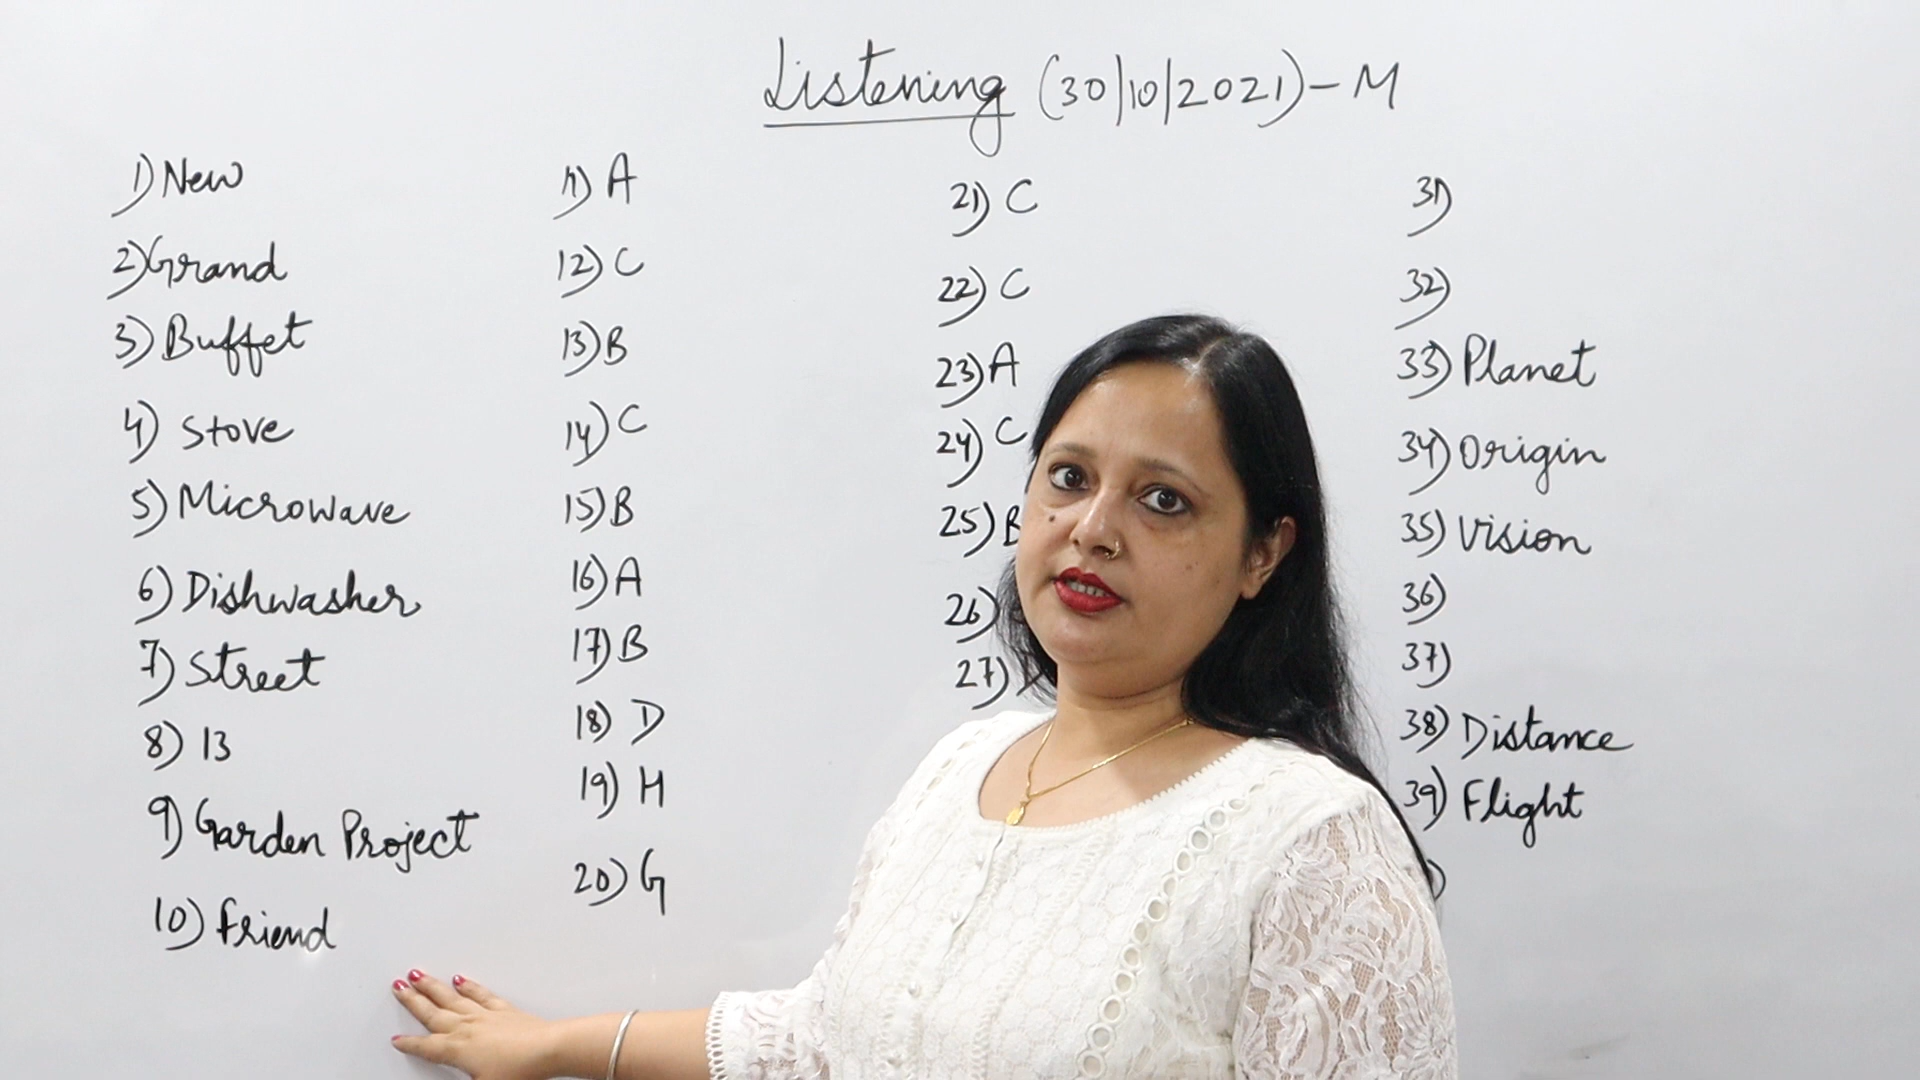 Listening (30/10/2021)-M
1) New
2) Grand
3) Buffet
4) Stove
5) Microwave
6) Dishwasher
7) Street
8) 13
9) Garden Project
10) Friend
11) A
12) C
13) B
14) C
15) B
16) A
17) B
18) D
19) H
20) G
21) C
22) C
23) A
24) C
25) B
26)
27)
31)
32)
33) Planet
34) Origin
35) Vision
36)
37)
38) Distance
39) Flight
)